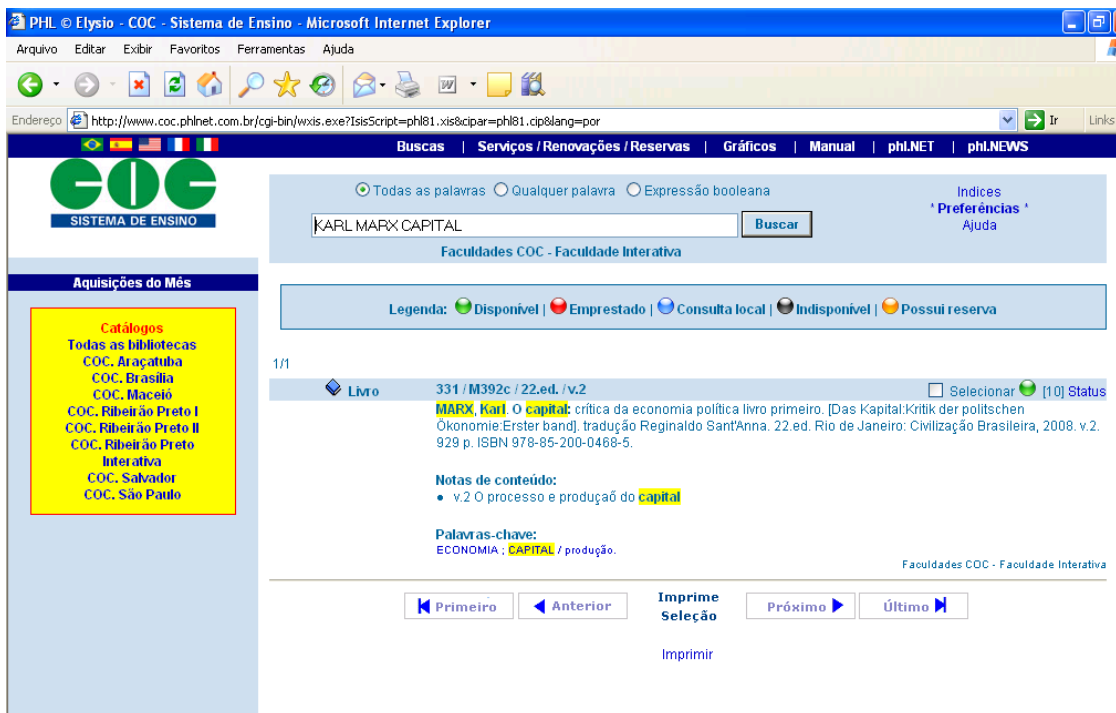 PHL © Elysio - COC - Sistema de Ensino - Microsoft Internet Explorer
Arquivo Editar Exibir Favoritos Ferramentas Ajuda
Endereço http://www.coc.phlnet.com.br/cgi-bin/wxis.exe?IsisScript=phl81.xis&cipar=phl81.cip&lang=por Ir Links
Buscas | Serviços / Renovações / Reservas | Gráficos | Manual | phl.NET | phl.NEWS
COC
SISTEMA DE ENSINO
Todas as palavras Qualquer palavra Expressão booleana
KARL MARX CAPITAL Buscar
Faculdades COC - Faculdade Interativa
Indices
* Preferências *
Ajuda
Aquisições do Mês
Catálogos
Todas as bibliotecas
COC. Araçatuba
COC. Brasília
COC. Maceió
COC. Ribeirão Preto I
COC. Ribeirão Preto II
COC. Ribeirão Preto
Interativa
COC. Salvador
COC. São Paulo
Legenda: Disponível | Emprestado | Consulta local | Indisponível | Possui reserva
1/1
Livro 331 / M392c / 22.ed. / v.2 Selecionar [10] Status
MARX, Karl. O capital: crítica da economia política livro primeiro. [Das Kapital:Kritik der politschen
Ökonomie:Erster band]. tradução Reginaldo Sant'Anna. 22.ed. Rio de Janeiro: Civilização Brasileira, 2008. v.2.
929 p. ISBN 978-85-200-0468-5.
Notas de conteúdo:
• v.2 O processo e produçaõ do capital
Palavras-chave:
ECONOMIA ; CAPITAL / produção.
Faculdades COC - Faculdade Interativa
Primeiro Anterior Imprime Seleção Próximo Último
Imprimir